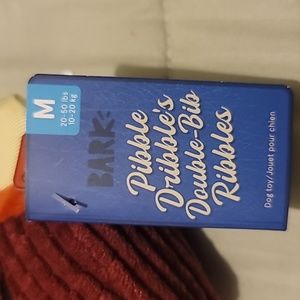 M
20-50 lbs
10-20 kg
BARK
Pibble
Dribble's
Double-Bib
Ribbles
Dog toy/Jouet pour chien